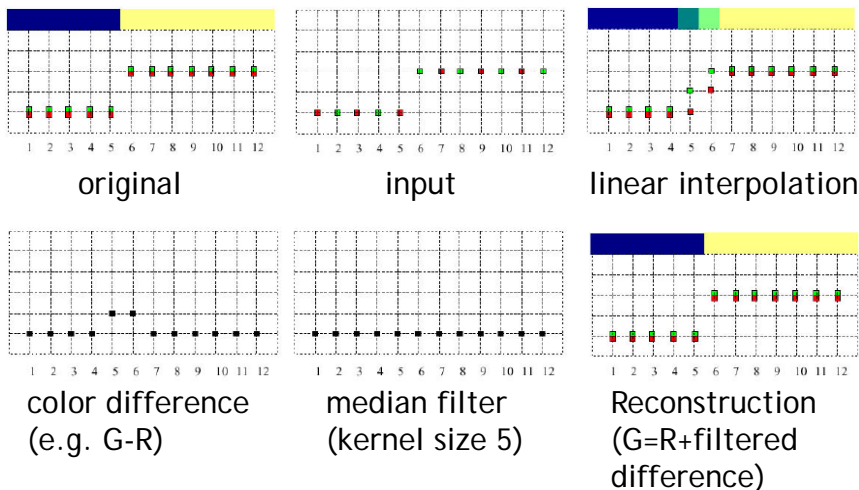 1 2 3 4 5 6 7 8 9 10 11 12
original
1 2 3 4 5 6 7 8 9 10 11 12
input
1 2 3 4 5 6 7 8 9 10 11 12
linear interpolation
1 2 3 4 5 6 7 8 9 10 11 12
color difference
(e.g. G-R)
1 2 3 4 5 6 7 8 9 10 11 12
median filter
(kernel size 5)
1 2 3 4 5 6 7 8 9 10 11 12
Reconstruction
(G=R+filtered
difference)